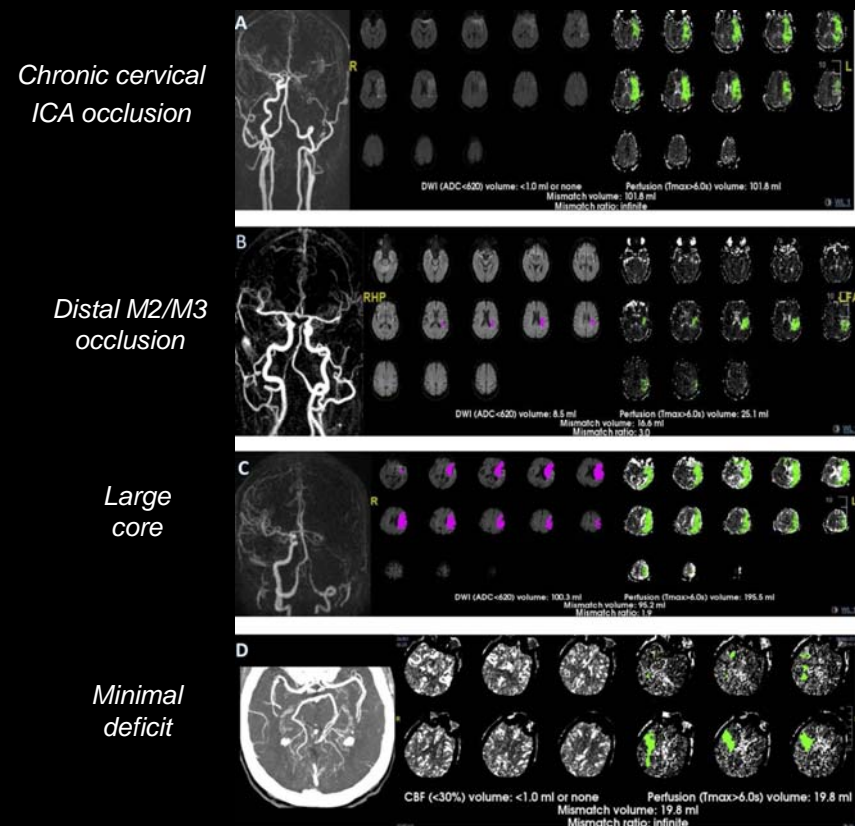 Chronic cervical
ICA occlusion
A
R
L
10
DWI (ADC<620) volume: <1.0 ml or none
Perfusion (Tmax>6.0s) volume: 101.8 ml
Mismatch volume: 101.8 ml
Mismatch ratio: infinite
Distal M2/M3
occlusion
B
RHP
LFA
10
DWI (ADC<620) volume: 8.5 ml
Perfusion (Tmax>6.0s) volume: 25.1 ml
Mismatch volume: 16.6 ml
Mismatch ratio: 3.0
Large
core
C
R
L
10
DWI (ADC<620) volume: 100.3 ml
Perfusion (Tmax>6.0s) volume: 195.5 ml
Mismatch volume: 95.2 ml
Mismatch ratio: 1.9
Minimal
deficit
D
R
CBF (<30%) volume: <1.0 ml or none
Perfusion (Tmax>6.0s) volume: 19.8 ml
Mismatch volume: 19.8 ml
Mismatch ratio: infinite